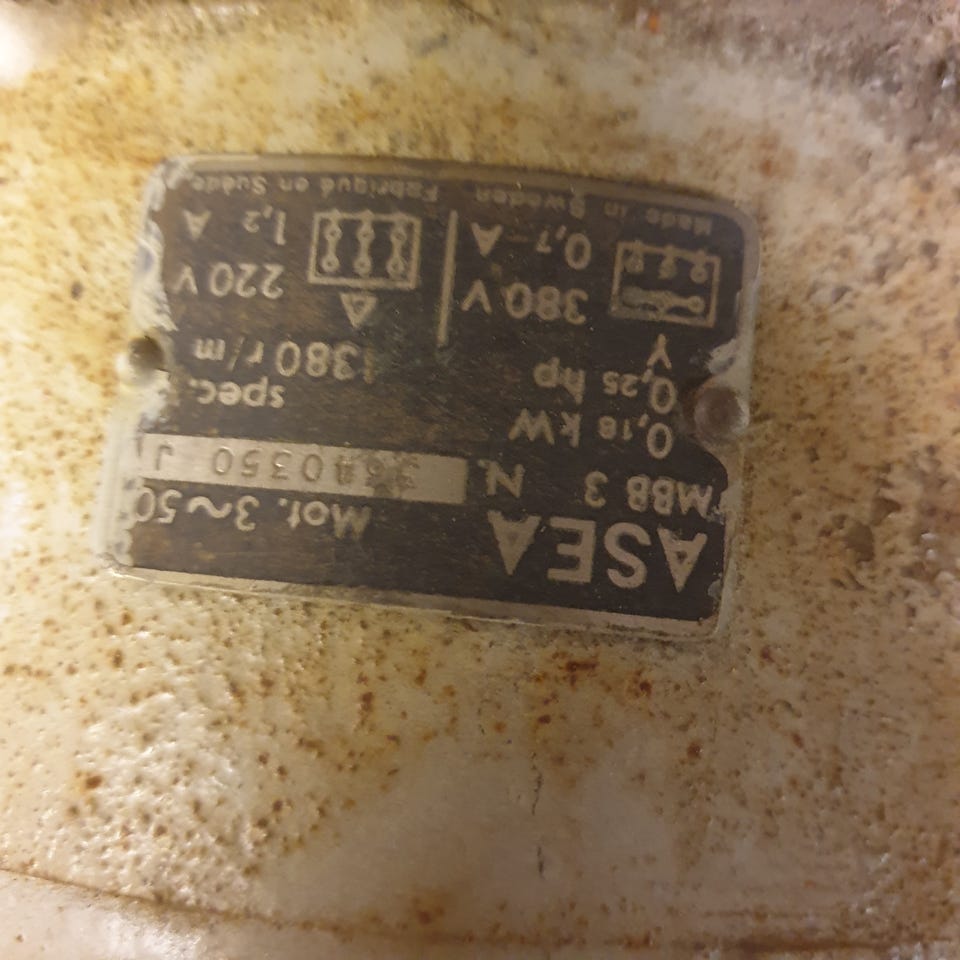 ASEA Mot. 3~50
MBB 3 N. 3640350 J
0,18 kW spec.
0,25 hp 1380 r/m
Y Δ
380 V 220 V
0,7 A 1,2 A
Made in Sweden Fabriqué en Suède